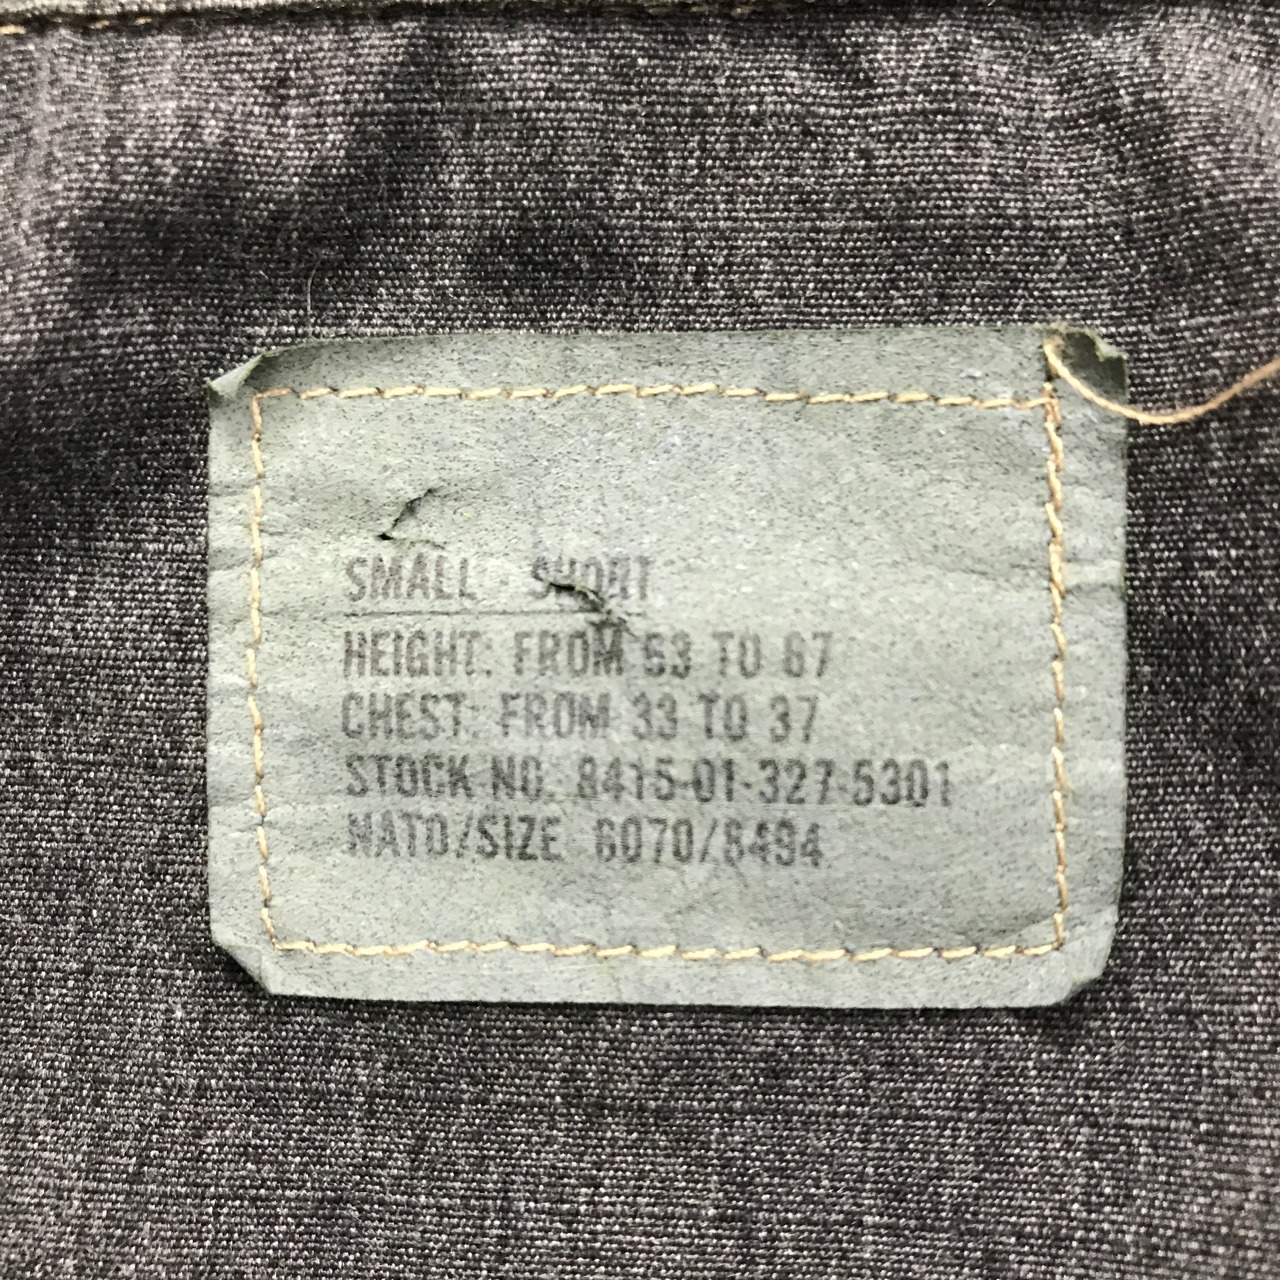 SMALL - SHORT
HEIGHT: FROM 63 TO 67
CHEST: FROM 33 TO 37
STOCK NO. 8415-01-327-5301
NATO/SIZE 6070/8494